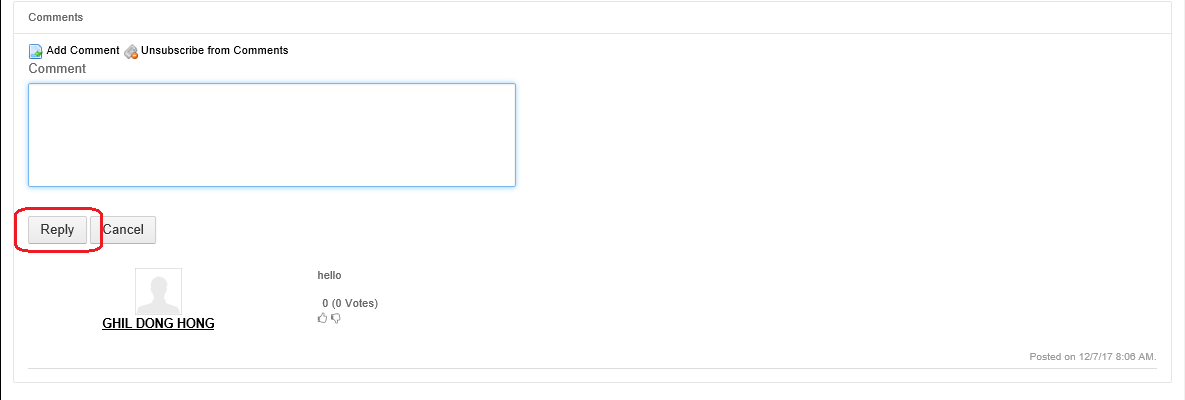 Comments
Add Comment Unsubscribe from Comments
Comment
Reply Cancel
hello
0 (0 Votes)
GHIL DONG HONG
Posted on 12/7/17 8:06 AM.